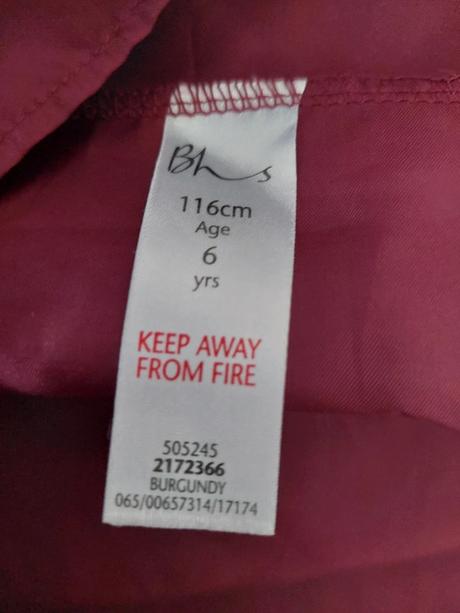 Bhs
116cm
Age
6
yrs
KEEP AWAY
FROM FIRE
505245
2172366
BURGUNDY
065/00657314/17174